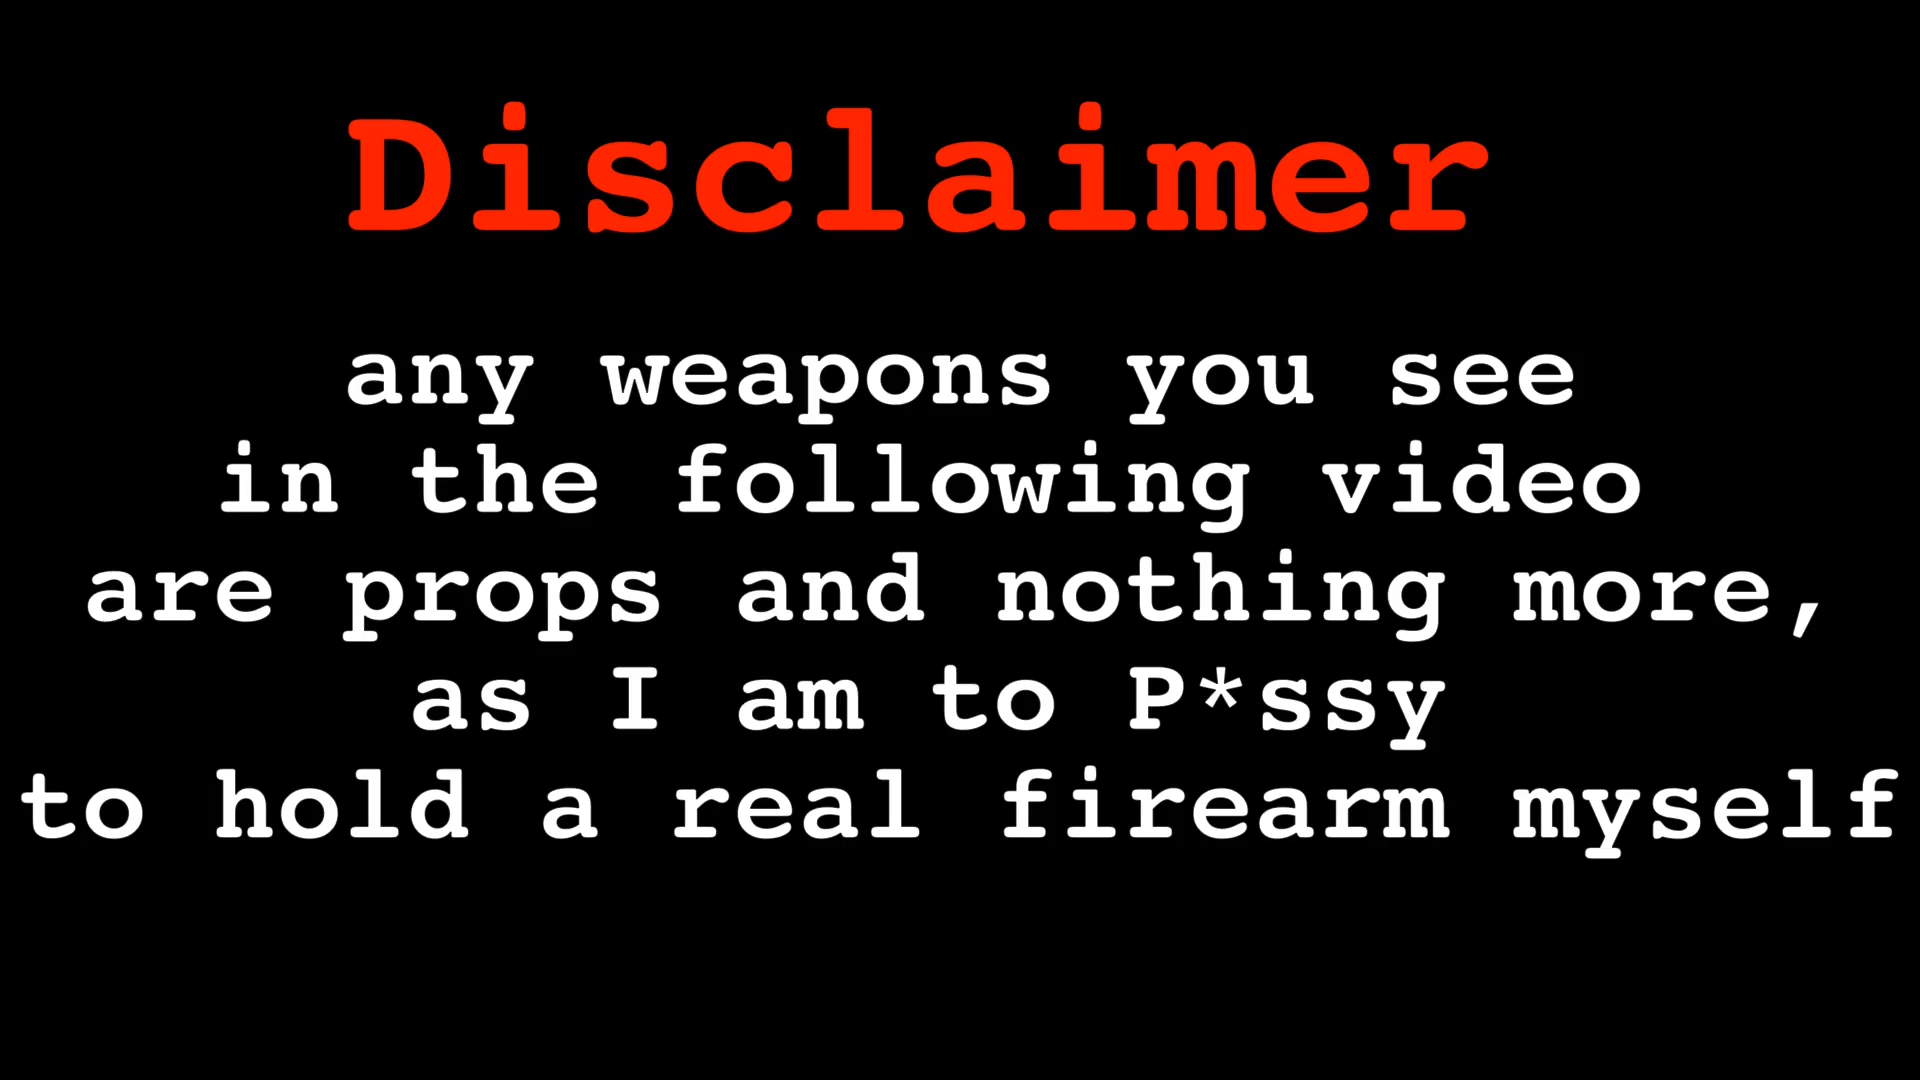 Disclaimer
any weapons you see
in the following video
are props and nothing more,
as I am to P*ssy
to hold a real firearm myself